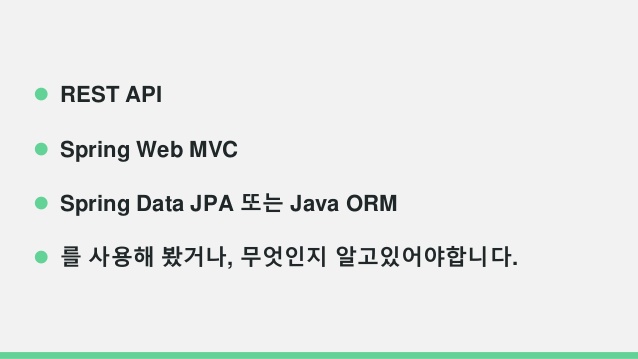 REST API
Spring Web MVC
Spring Data JPA 또는 Java ORM
를 사용해 봤거나, 무엇인지 알고있어야합니다.